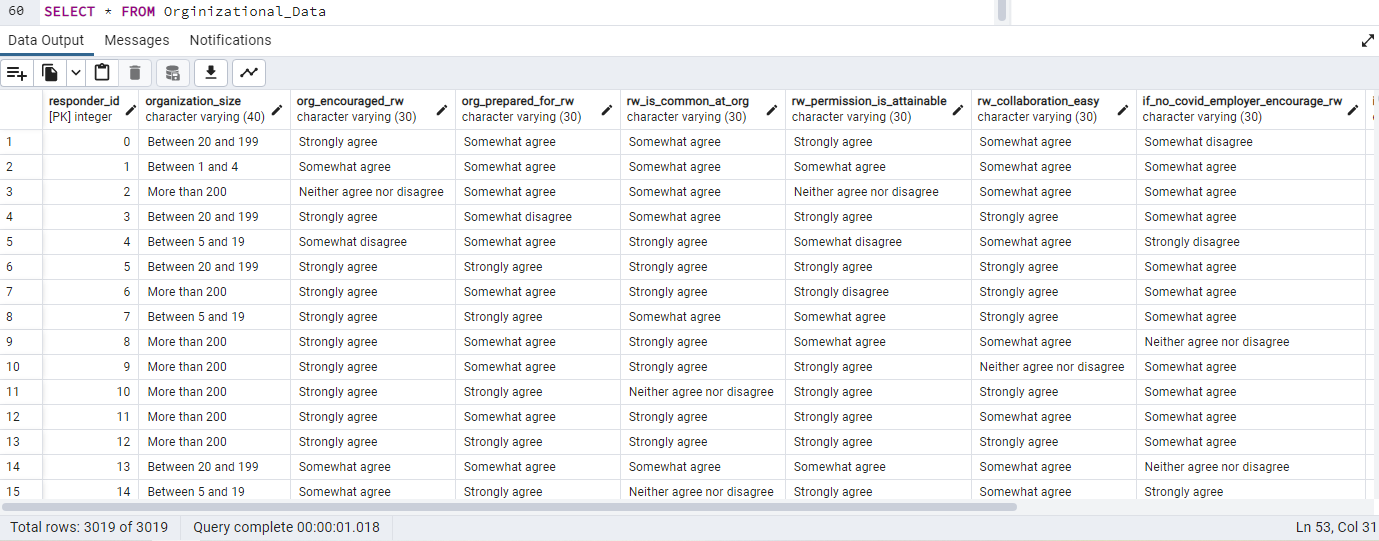 60 SELECT * FROM Orginizational_Data
Data Output Messages Notifications
responder_id organization_size org_encouraged_rw org_prepared_for_rw rw_is_common_at_org rw_permission_is_attainable rw_collaboration_easy if_no_covid_employer_encourage_rw
[PK] integer character varying (40) character varying (30) character varying (30) character varying (30) character varying (30) character varying (30) character varying (30)
1 0 Between 20 and 199 Strongly agree Somewhat agree Somewhat agree Strongly agree Somewhat agree Somewhat disagree
2 1 Between 1 and 4 Somewhat agree Somewhat agree Somewhat agree Somewhat agree Somewhat agree Somewhat agree
3 2 More than 200 Neither agree nor disagree Somewhat agree Somewhat agree Neither agree nor disagree Somewhat agree Somewhat agree
4 3 Between 20 and 199 Strongly agree Somewhat disagree Somewhat agree Strongly agree Strongly agree Somewhat agree
5 4 Between 5 and 19 Somewhat disagree Somewhat agree Strongly agree Somewhat disagree Somewhat agree Strongly disagree
6 5 Between 20 and 199 Strongly agree Strongly agree Strongly agree Strongly agree Strongly agree Somewhat agree
7 6 More than 200 Strongly agree Somewhat agree Strongly agree Strongly disagree Strongly agree Somewhat agree
8 7 Between 5 and 19 Strongly agree Strongly agree Somewhat agree Somewhat agree Strongly agree Somewhat agree
9 8 More than 200 Strongly agree Somewhat agree Strongly agree Somewhat agree Somewhat agree Neither agree nor disagree
10 9 More than 200 Strongly agree Strongly agree Strongly agree Strongly agree Neither agree nor disagree Somewhat agree
11 10 More than 200 Strongly agree Strongly agree Neither agree nor disagree Strongly agree Strongly agree Somewhat agree
12 11 More than 200 Strongly agree Somewhat agree Strongly agree Strongly agree Somewhat agree Somewhat agree
13 12 More than 200 Strongly agree Strongly agree Strongly agree Strongly agree Strongly agree Somewhat agree
14 13 Between 20 and 199 Somewhat agree Somewhat agree Somewhat agree Somewhat agree Somewhat agree Neither agree nor disagree
15 14 Between 5 and 19 Somewhat agree Strongly agree Neither agree nor disagree Strongly agree Somewhat agree Strongly agree
Total rows: 3019 of 3019 Query complete 00:00:01.018 Ln 53, Col 31